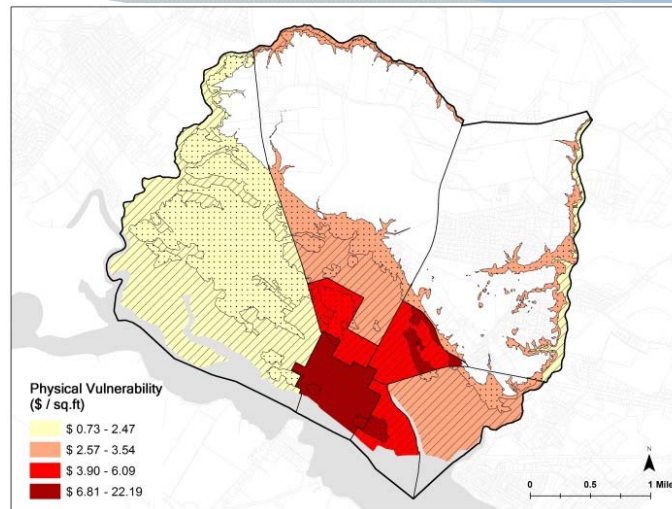 Physical Vulnerability
($ / sq.ft)
$ 0.73 - 2.47
$ 2.57 - 3.54
$ 3.90 - 6.09
$ 6.81 - 22.19
N
0 0.5 1 Mile